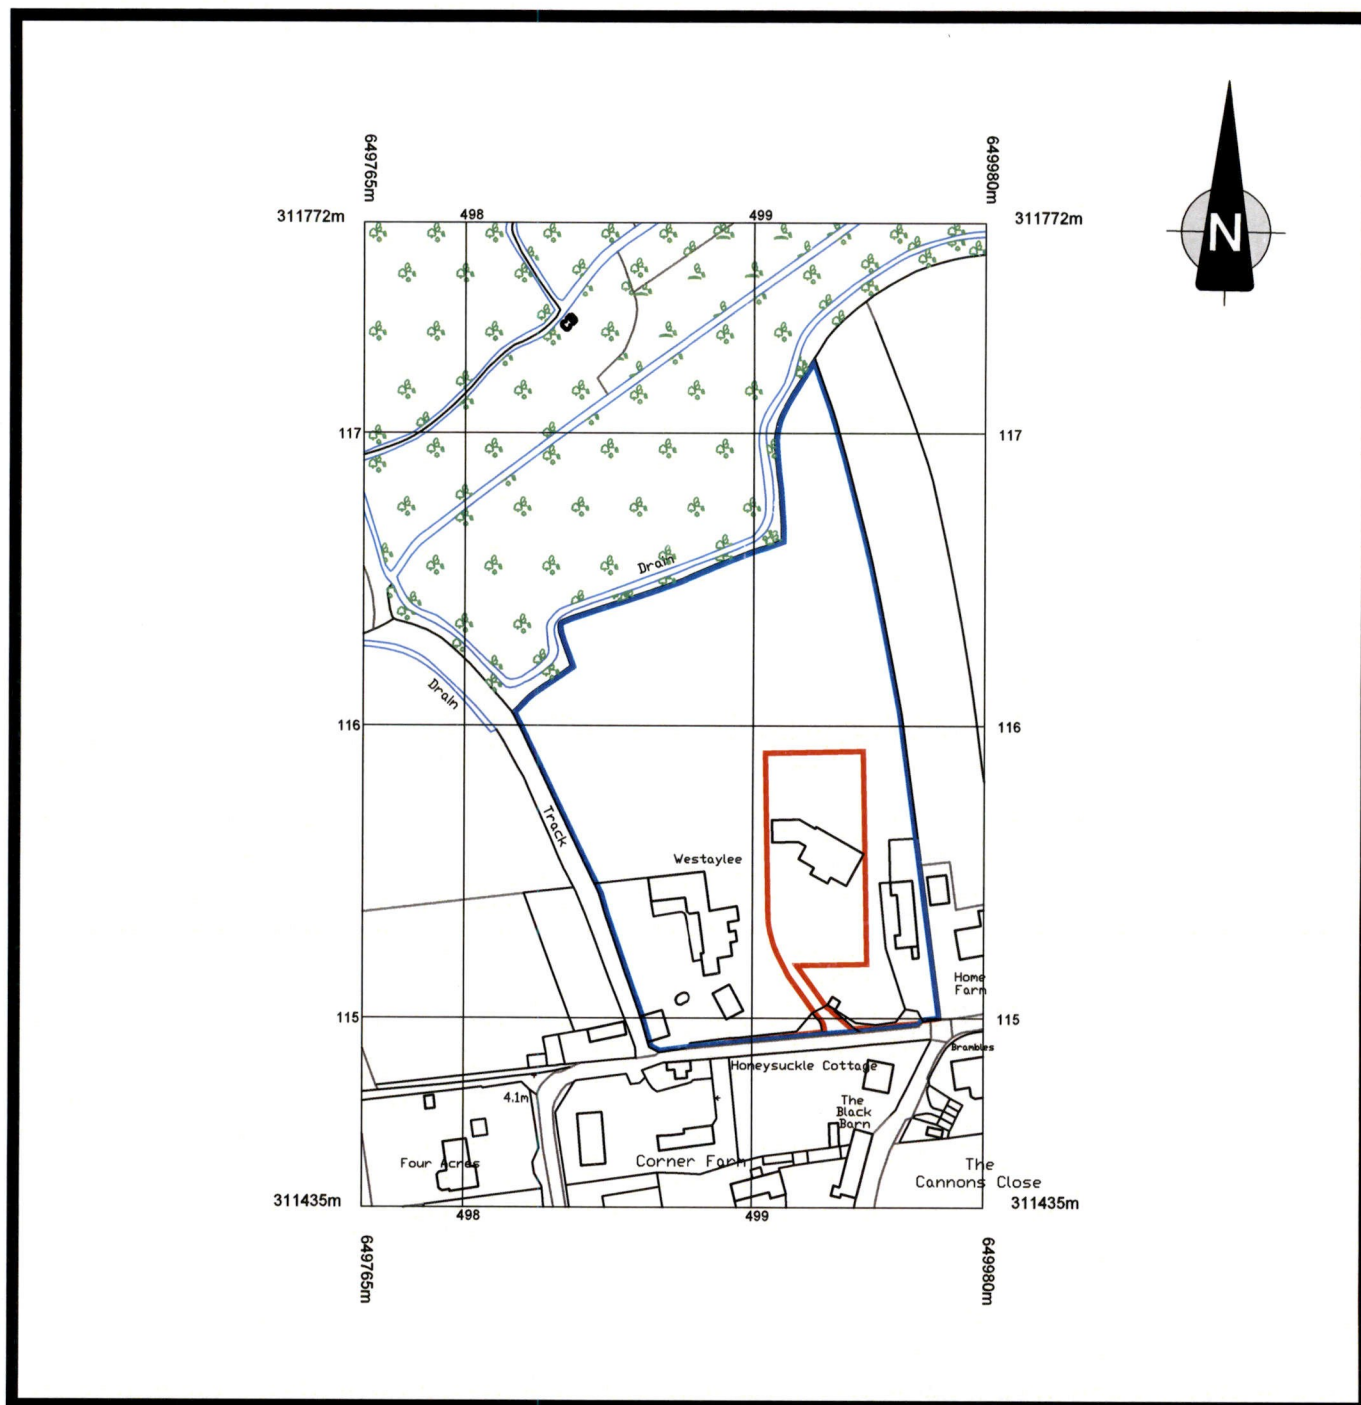 649765m
649980m
311772m
498
499
311772m
N
117
117
Drain
Drain
116
116
Track
Westaylee
Home
Farm
115
115
Brambles
Honeysuckle Cottage
4.1m
The
Black
Barn
Four Acres
Corner Farm
The
Cannons Close
311435m
498
499
311435m
649765m
649980m